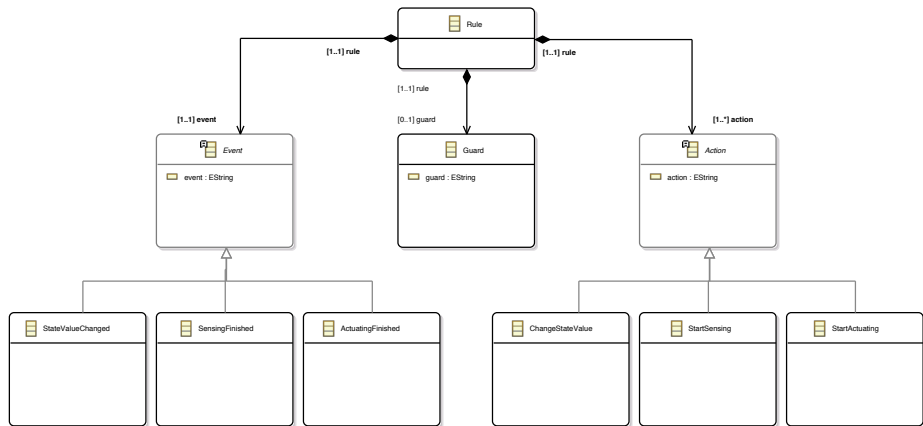 Rule
[1..1] rule
[1..1] rule
[1..1] rule
[1..1] event
[0..1] guard
[1..*] action
Event
Guard
Action
event : EString
guard : EString
action : EString
StateValueChanged
SensingFinished
ActuatingFinished
ChangeStateValue
StartSensing
StartActuating